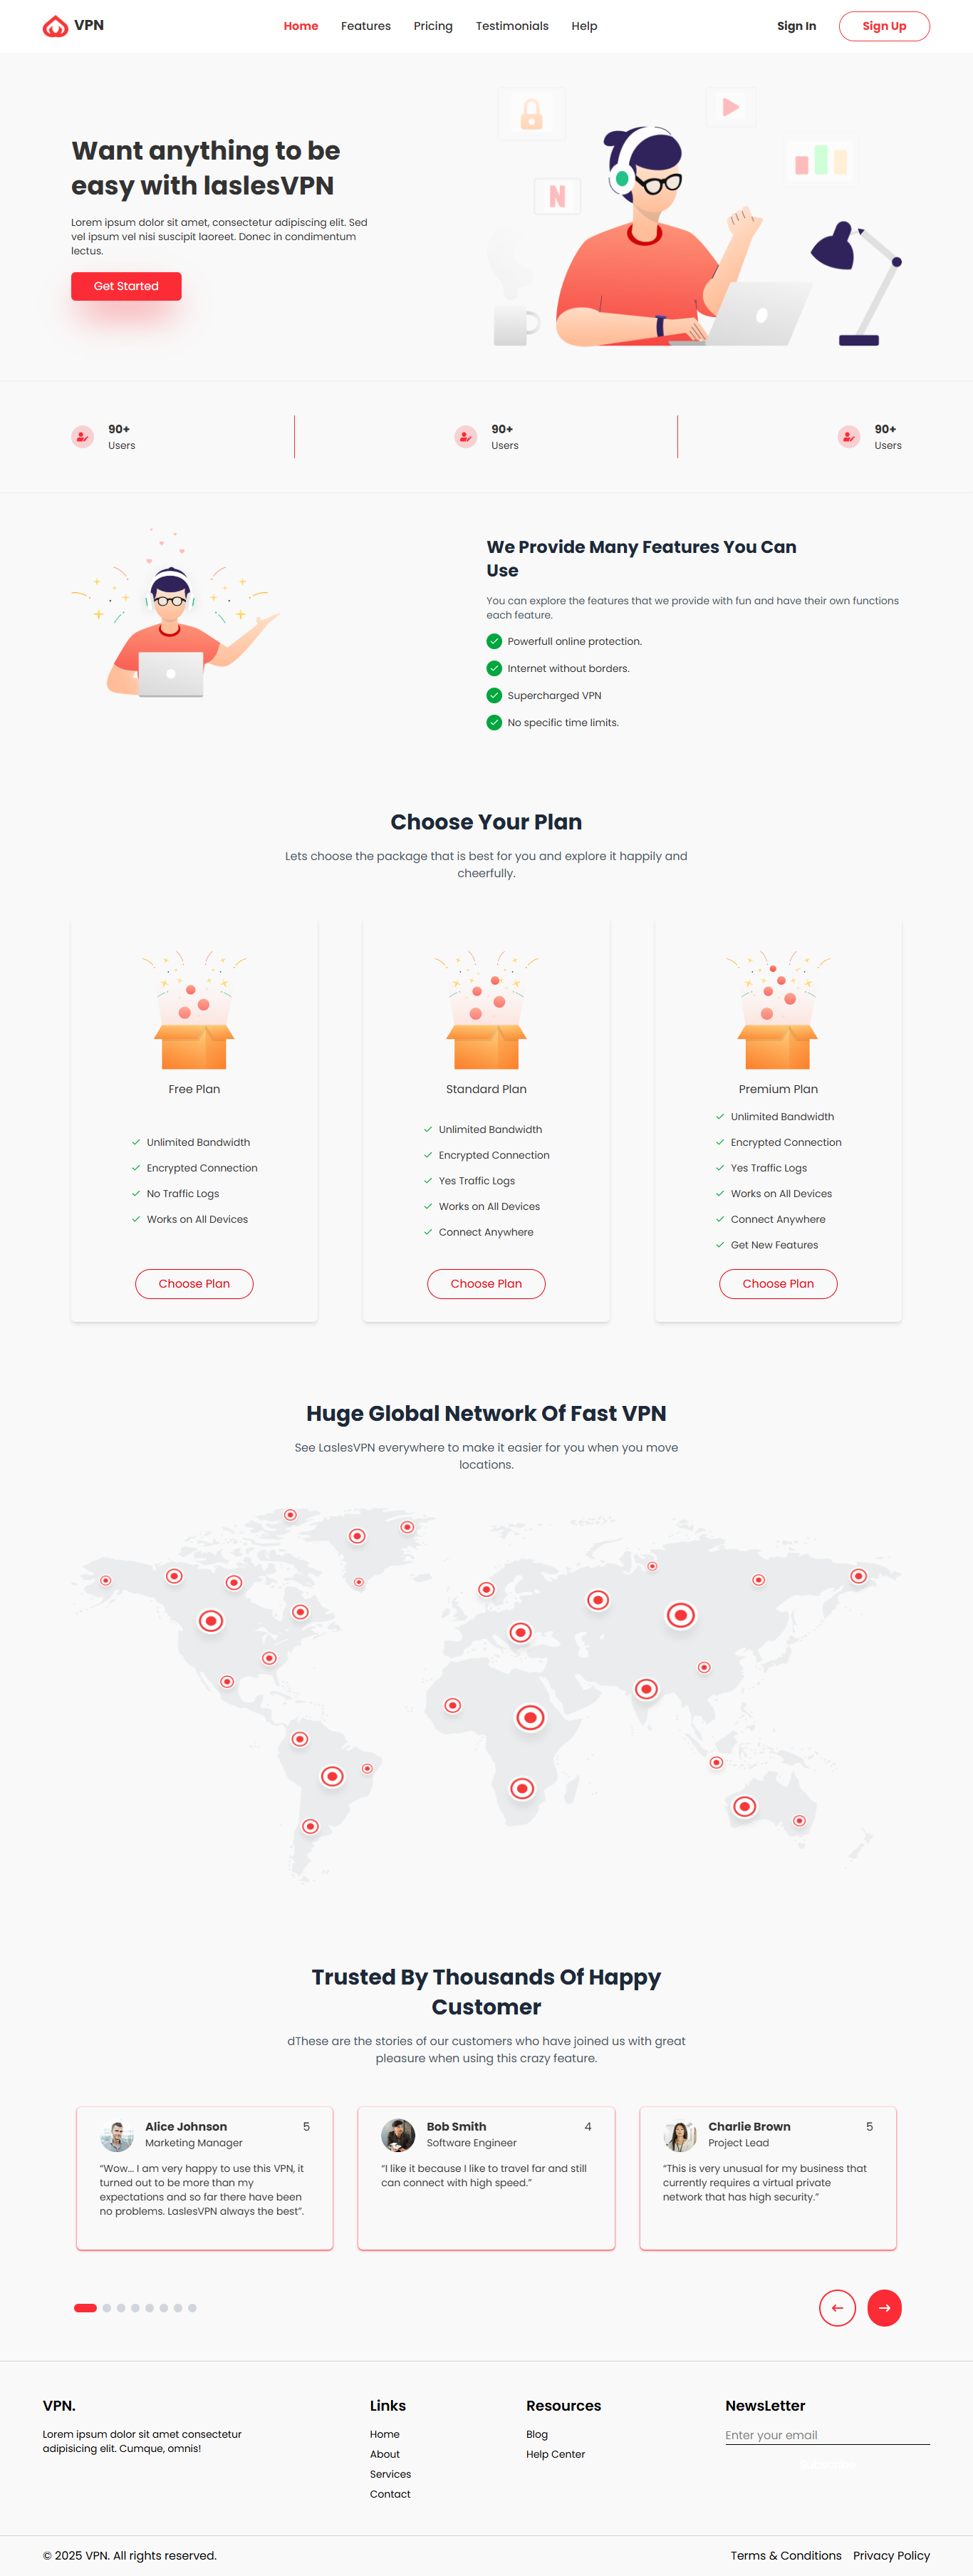 VPN
Home Features Pricing Testimonials Help
Sign In Sign Up
Want anything to be
easy with laslesVPN
Lorem ipsum dolor sit amet, consectetur adipiscing elit. Sed
vel ipsum vel nisi suscipit laoreet. Donec in condimentum
lectus.
Get Started
N
90+
Users
90+
Users
90+
Users
We Provide Many Features You Can
Use
You can explore the features that we provide with fun and have their own functions
each feature.
Powerfull online protection.
Internet without borders.
Supercharged VPN
No specific time limits.
Choose Your Plan
Lets choose the package that is best for you and explore it happily and
cheerfully.
Free Plan
Unlimited Bandwidth
Encrypted Connection
No Traffic Logs
Works on All Devices
Choose Plan
Standard Plan
Unlimited Bandwidth
Encrypted Connection
Yes Traffic Logs
Works on All Devices
Connect Anywhere
Choose Plan
Premium Plan
Unlimited Bandwidth
Encrypted Connection
Yes Traffic Logs
Works on All Devices
Connect Anywhere
Get New Features
Choose Plan
Huge Global Network Of Fast VPN
See LaslesVPN everywhere to make it easier for you when you move
locations.
Trusted By Thousands Of Happy
Customer
dThese are the stories of our customers who have joined us with great
pleasure when using this crazy feature.
Alice Johnson 5
Marketing Manager
“Wow... I am very happy to use this VPN, it
turned out to be more than my
expectations and so far there have been
no problems. LaslesVPN always the best”.
Bob Smith 4
Software Engineer
“I like it because I like to travel far and still
can connect with high speed.”
Charlie Brown 5
Project Lead
“This is very unusual for my business that
currently requires a virtual private
network that has high security.”
VPN.
Lorem ipsum dolor sit amet consectetur
adipisicing elit. Cumque, omnis!
Links
Home
About
Services
Contact
Resources
Blog
Help Center
NewsLetter
Enter your email
© 2025 VPN. All rights reserved.
Terms & Conditions Privacy Policy